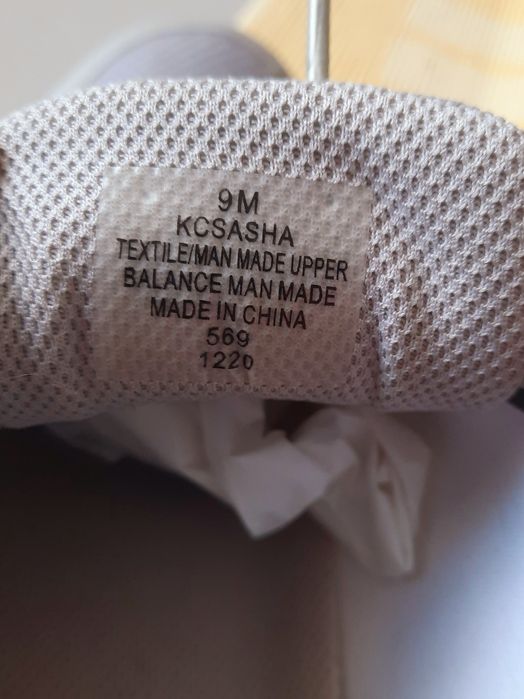 9M
KCSASHA
TEXTILE/MAN MADE UPPER
BALANCE MAN MADE
MADE IN CHINA
569
1220